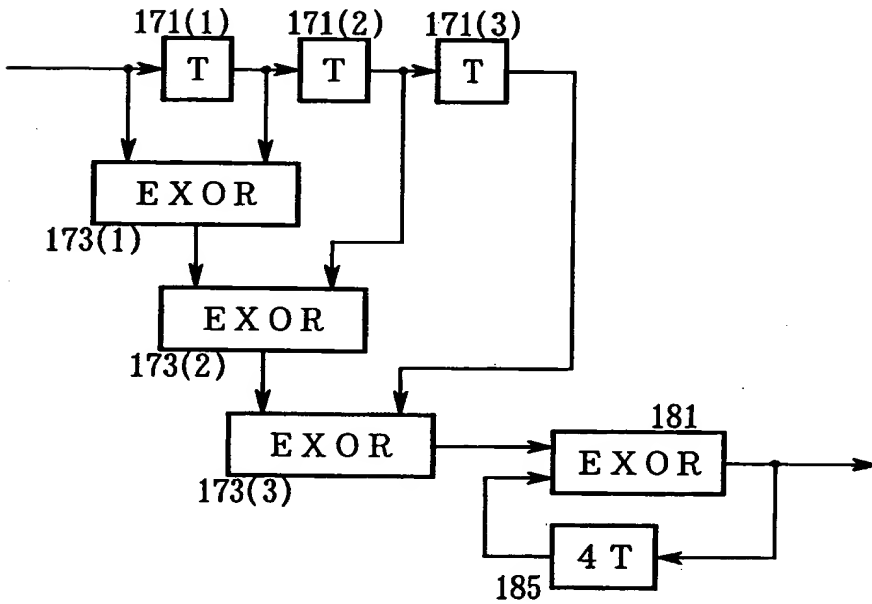 171(1) 171(2) 171(3)
T T T
EXOR
173(1)
EXOR
173(2)
EXOR
173(3)
181
EXOR
4T
185